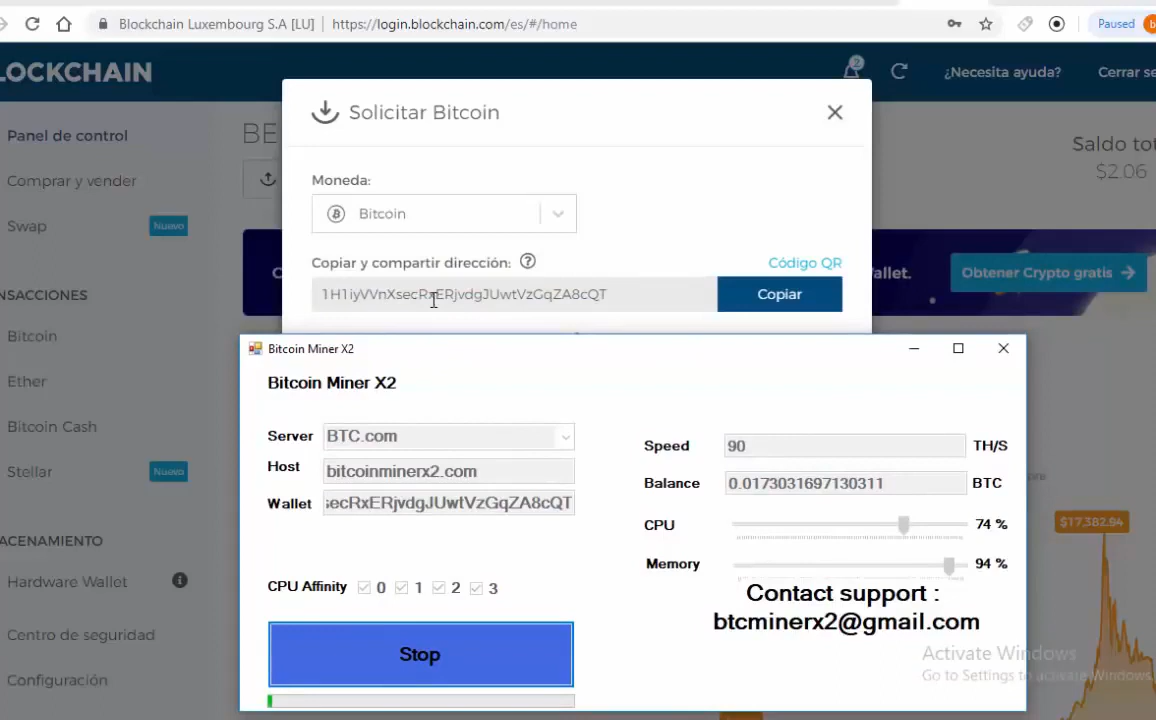 Blockchain Luxembourg S.A [LU] https://login.blockchain.com/es/#/home Paused
LOCKCHAIN 2 ¿Necesita ayuda? Cerrar se
Solicitar Bitcoin
Panel de control BE Saldo tot
$2.06
Comprar y vender Moneda:
Bitcoin
Swap Nuevo
Copiar y compartir dirección: Código QR
llet. Obtener Crypto gratis →
NSACCIONES 1H1iyVVnXsecRxERjvdgJUwtVzGqZA8cQT Copiar
Bitcoin
Bitcoin Miner X2
Ether
Bitcoin Miner X2
Bitcoin Cash
Server BTC.com
Speed 90 TH/S
Stellar Nuevo
Host bitcoinminerx2.com
Balance 0.0173031697130311 BTC
Wallet ecRxERjvdgJUwtVzGqZA8cQT
CPU 74 %
$17,382.94
ACENAMIENTO
Memory 94 %
Hardware Wallet
CPU Affinity 0 1 2 3
Contact support :
btcminerx2@gmail.com
Centro de seguridad
Stop
Activate Windows
Go to Settings to activate Windows.
Configuración